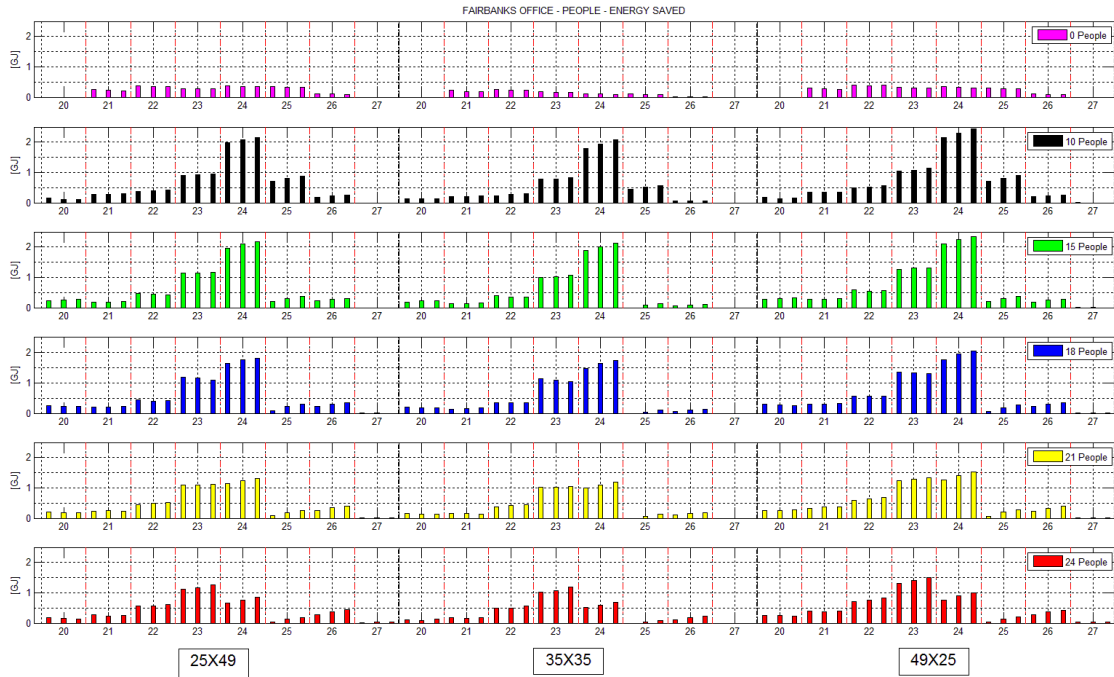 FAIRBANKS OFFICE - PEOPLE - ENERGY SAVED
[GJ] 2 1 0 0 People
20 21 22 23 24 25 26 27 20 21 22 23 24 25 26 27 20 21 22 23 24 25 26 27
[GJ] 2 1 0 10 People
20 21 22 23 24 25 26 27 20 21 22 23 24 25 26 27 20 21 22 23 24 25 26 27
[GJ] 2 1 0 15 People
20 21 22 23 24 25 26 27 20 21 22 23 24 25 26 27 20 21 22 23 24 25 26 27
[GJ] 2 1 0 18 People
20 21 22 23 24 25 26 27 20 21 22 23 24 25 26 27 20 21 22 23 24 25 26 27
[GJ] 2 1 0 21 People
20 21 22 23 24 25 26 27 20 21 22 23 24 25 26 27 20 21 22 23 24 25 26 27
[GJ] 2 1 0 24 People
20 21 22 23 24 25 26 27 20 21 22 23 24 25 26 27 20 21 22 23 24 25 26 27
25X49 35X35 49X25